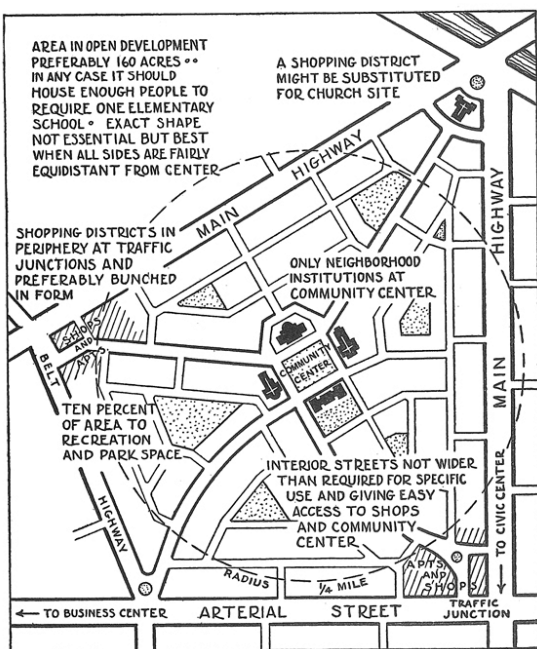 AREA IN OPEN DEVELOPMENT
PREFERABLY 160 ACRES ••
IN ANY CASE IT SHOULD
HOUSE ENOUGH PEOPLE TO
REQUIRE ONE ELEMENTARY
SCHOOL • EXACT SHAPE
NOT ESSENTIAL BUT BEST
WHEN ALL SIDES ARE FAIRLY
EQUIDISTANT FROM CENTER
A SHOPPING DISTRICT
MIGHT BE SUBSTITUTED
FOR CHURCH SITE
MAIN HIGHWAY
MAIN HIGHWAY
SHOPPING DISTRICTS IN
PERIPHERY AT TRAFFIC
JUNCTIONS AND
PREFERABLY BUNCHED
IN FORM
ONLY NEIGHBORHOOD
INSTITUTIONS AT
COMMUNITY CENTER
SHOPS
AND
APTS
BELT
HIGHWAY
COMMUNITY
CENTER
TEN PERCENT
OF AREA TO
RECREATION
AND PARK SPACE
INTERIOR STREETS NOT WIDER
THAN REQUIRED FOR SPECIFIC
USE AND GIVING EASY
ACCESS TO SHOPS
AND COMMUNITY
CENTER
TO CIVIC CENTER
APTS
AND
SHOPS
RADIUS 1/4 MILE
TRAFFIC
JUNCTION
← TO BUSINESS CENTER
ARTERIAL STREET